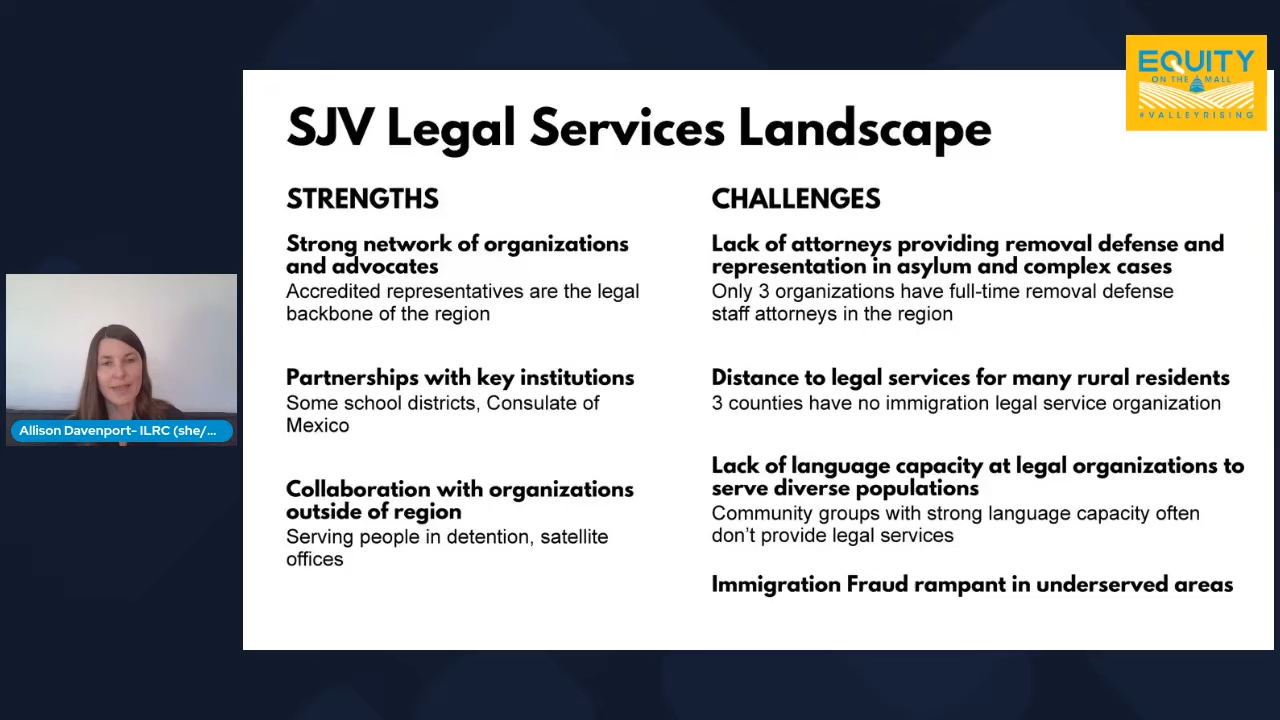 EQUITY
ON THE MALL
#VALLEYRISING
SJV Legal Services Landscape
STRENGTHS
Strong network of organizations
and advocates
Accredited representatives are the legal
backbone of the region
Partnerships with key institutions
Some school districts, Consulate of
Mexico
Collaboration with organizations
outside of region
Serving people in detention, satellite
offices
CHALLENGES
Lack of attorneys providing removal defense and
representation in asylum and complex cases
Only 3 organizations have full-time removal defense
staff attorneys in the region
Distance to legal services for many rural residents
3 counties have no immigration legal service organization
Lack of language capacity at legal organizations to
serve diverse populations
Community groups with strong language capacity often
don’t provide legal services
Immigration Fraud rampant in underserved areas
Allison Davenport- ILRC (she/...